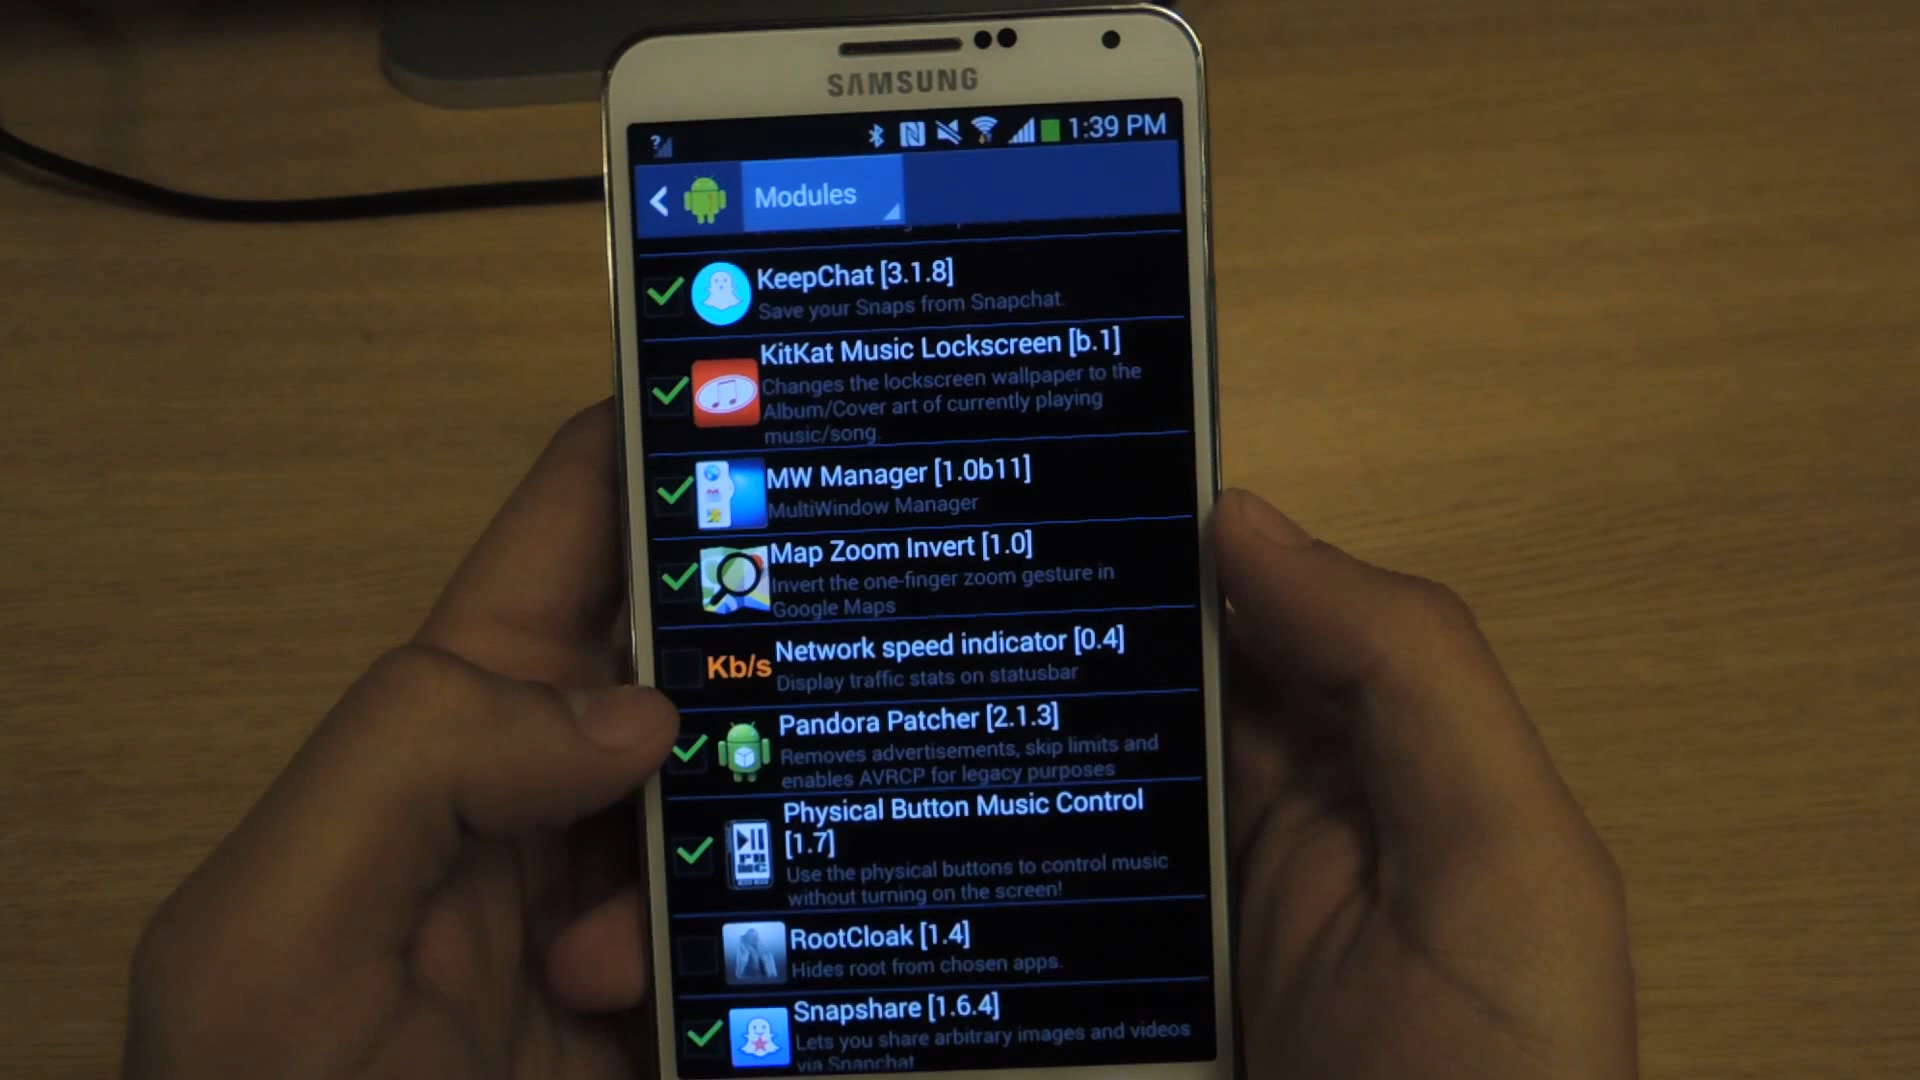 SAMSUNG
? 1:39 PM
Modules
KeepChat [3.1.8]
Save your Snaps from Snapchat.
KitKat Music Lockscreen [b.1]
Changes the lockscreen wallpaper to the
Album/Cover art of currently playing
music/song.
MW Manager [1.0b11]
MultiWindow Manager
Map Zoom Invert [1.0]
Invert the one-finger zoom gesture in
Google Maps
Network speed indicator [0.4]
Kb/s
Display traffic stats on statusbar
Pandora Patcher [2.1.3]
Removes advertisements, skip limits and
enables AVRCP for legacy purposes
Physical Button Music Control
[1.7]
Use the physical buttons to control music
without turning on the screen!
RootCloak [1.4]
Hides root from chosen apps.
Snapshare [1.6.4]
Lets you share arbitrary images and videos
via Snapchat